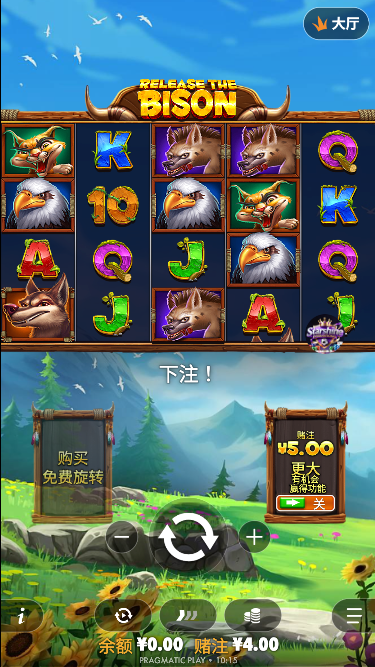 大厅
RELEASE THE
BISON
K
Q
10
K
A
Q
J
Q
J
A
J
Starshine
下注！
购买
免费旋转
赌注
¥5.00
更大
有机会
赢得功能
关
余额 ¥0.00 赌注 ¥4.00
PRAGMATIC PLAY • 10:15